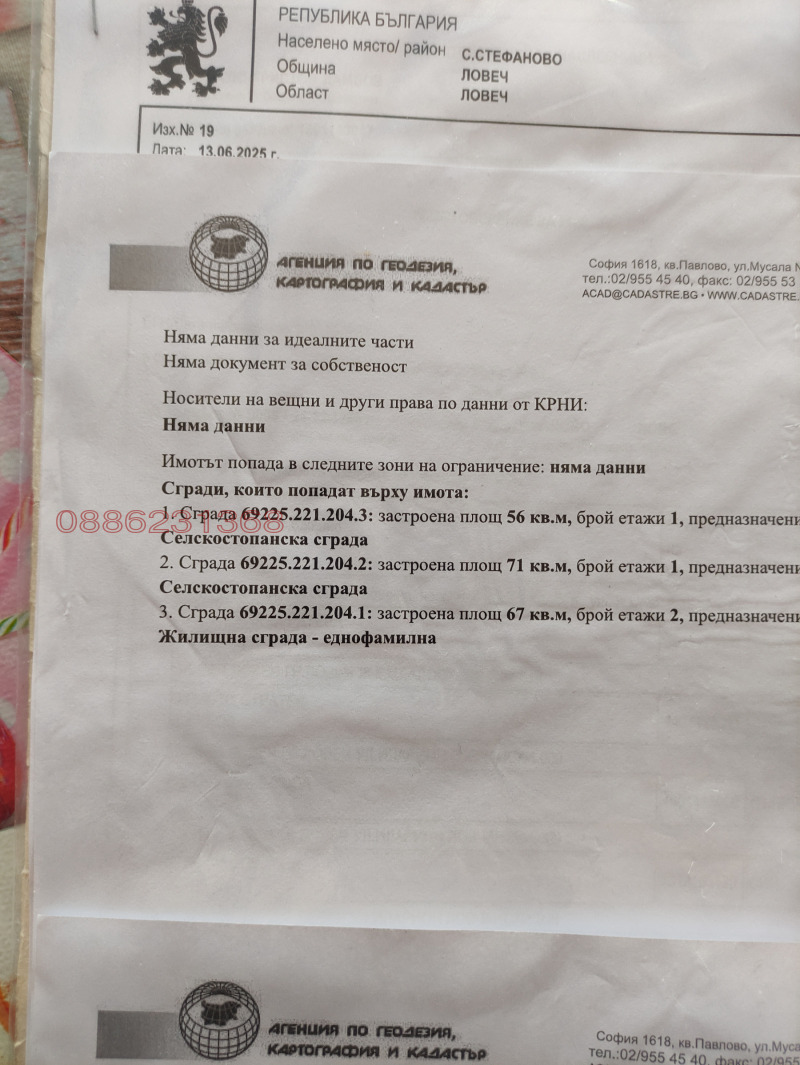 РЕПУБЛИКА БЪЛГАРИЯ
Населено място/ район С.СТЕФАНОВО
Община ЛОВЕЧ
Област ЛОВЕЧ
Изх.№ 19
Дата: 13.06.2025 г.
АГЕНЦИЯ ПО ГЕОДЕЗИЯ,
КАРТОГРАФИЯ И КАДАСТЪР
София 1618, кв.Павлово, ул.Мусала №
тел.:02/955 45 40, факс: 02/955 53
ACAD@CADASTRE.BG • WWW.CADASTRE.
Няма данни за идеалните части
Няма документ за собственост
Носители на вещни и други права по данни от КРНИ:
Няма данни
Имотът попада в следните зони на ограничение: няма данни
Сгради, които попадат върху имота:
1. Сграда 69225.221.204.3: застроена площ 56 кв.м, брой етажи 1, предназначени
0886231368
Селскостопанска сграда
2. Сграда 69225.221.204.2: застроена площ 71 кв.м, брой етажи 1, предназначени
Селскостопанска сграда
3. Сграда 69225.221.204.1: застроена площ 67 кв.м, брой етажи 2, предназначени
Жилищна сграда - еднофамилна
АГЕНЦИЯ ПО ГЕОДЕЗИЯ,
КАРТОГРАФИЯ И КАДАСТЪР
София 1618, кв.Павлово, ул.Муса
тел.:02/955 45 40, факс: 02/955